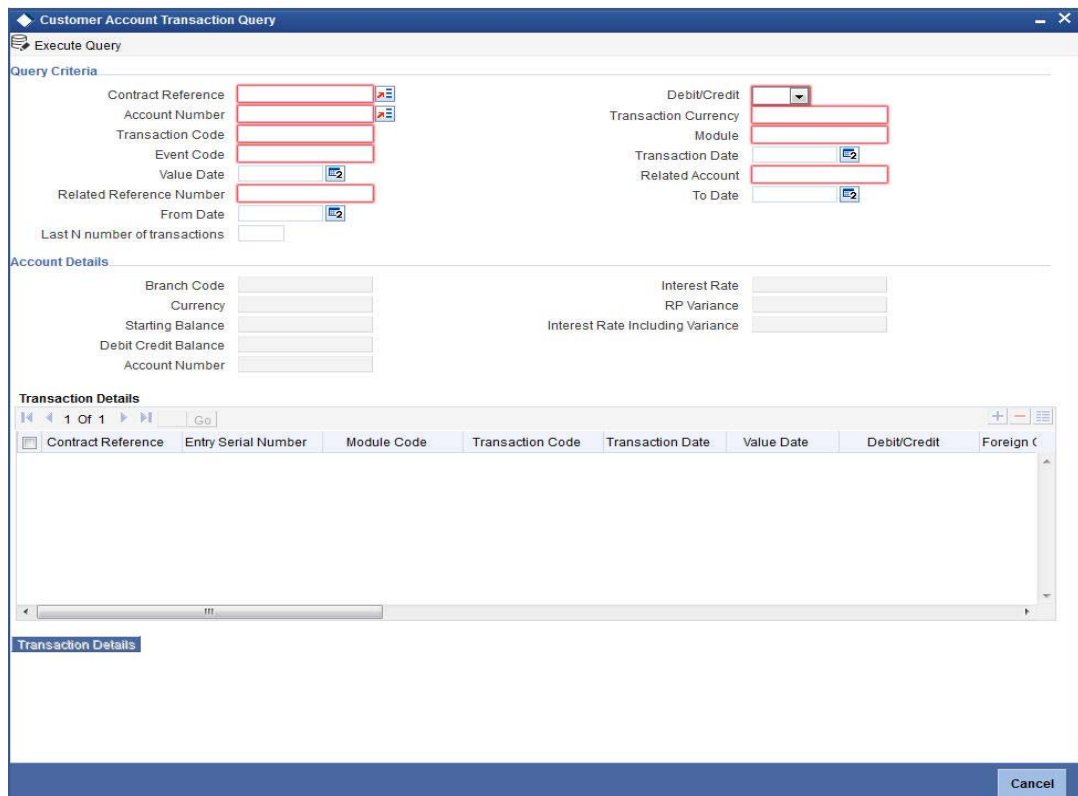 Customer Account Transaction Query
Execute Query
Query Criteria
Contract Reference
Account Number
Transaction Code
Event Code
Value Date
Related Reference Number
From Date
Last N number of transactions
Debit/Credit
Transaction Currency
Module
Transaction Date
Related Account
To Date
Account Details
Branch Code
Currency
Starting Balance
Debit Credit Balance
Account Number
Interest Rate
RP Variance
Interest Rate Including Variance
Transaction Details
1 Of 1 Go
Contract Reference Entry Serial Number Module Code Transaction Code Transaction Date Value Date Debit/Credit Foreign
Transaction Details
Cancel